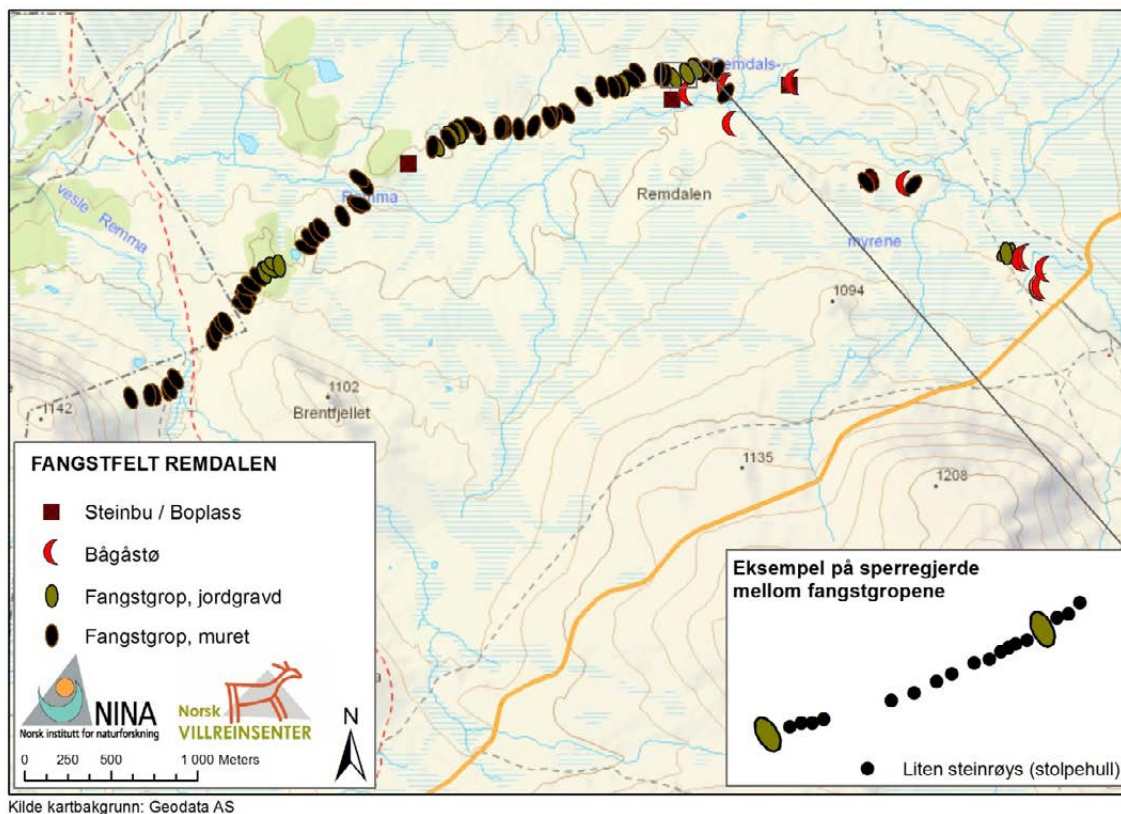 Remdals-
Remma
Remdalen
vesle Remma
myrene
1094
1102
Brentfjellet
1142
1135
1208
FANGSTFELT REMDALEN
Steinbu / Boplass
Bågåstø
Fangstgrop, jordgravd
Fangstgrop, muret
NINA
Norsk institutt for naturforskning
Norsk
VILLREINSENTER
N
0 250 500 1 000 Meters
Eksempel på sperregjerde
mellom fangstgropene
Liten steinrøys (stolpehull)
Kilde kartbakgrunn: Geodata AS